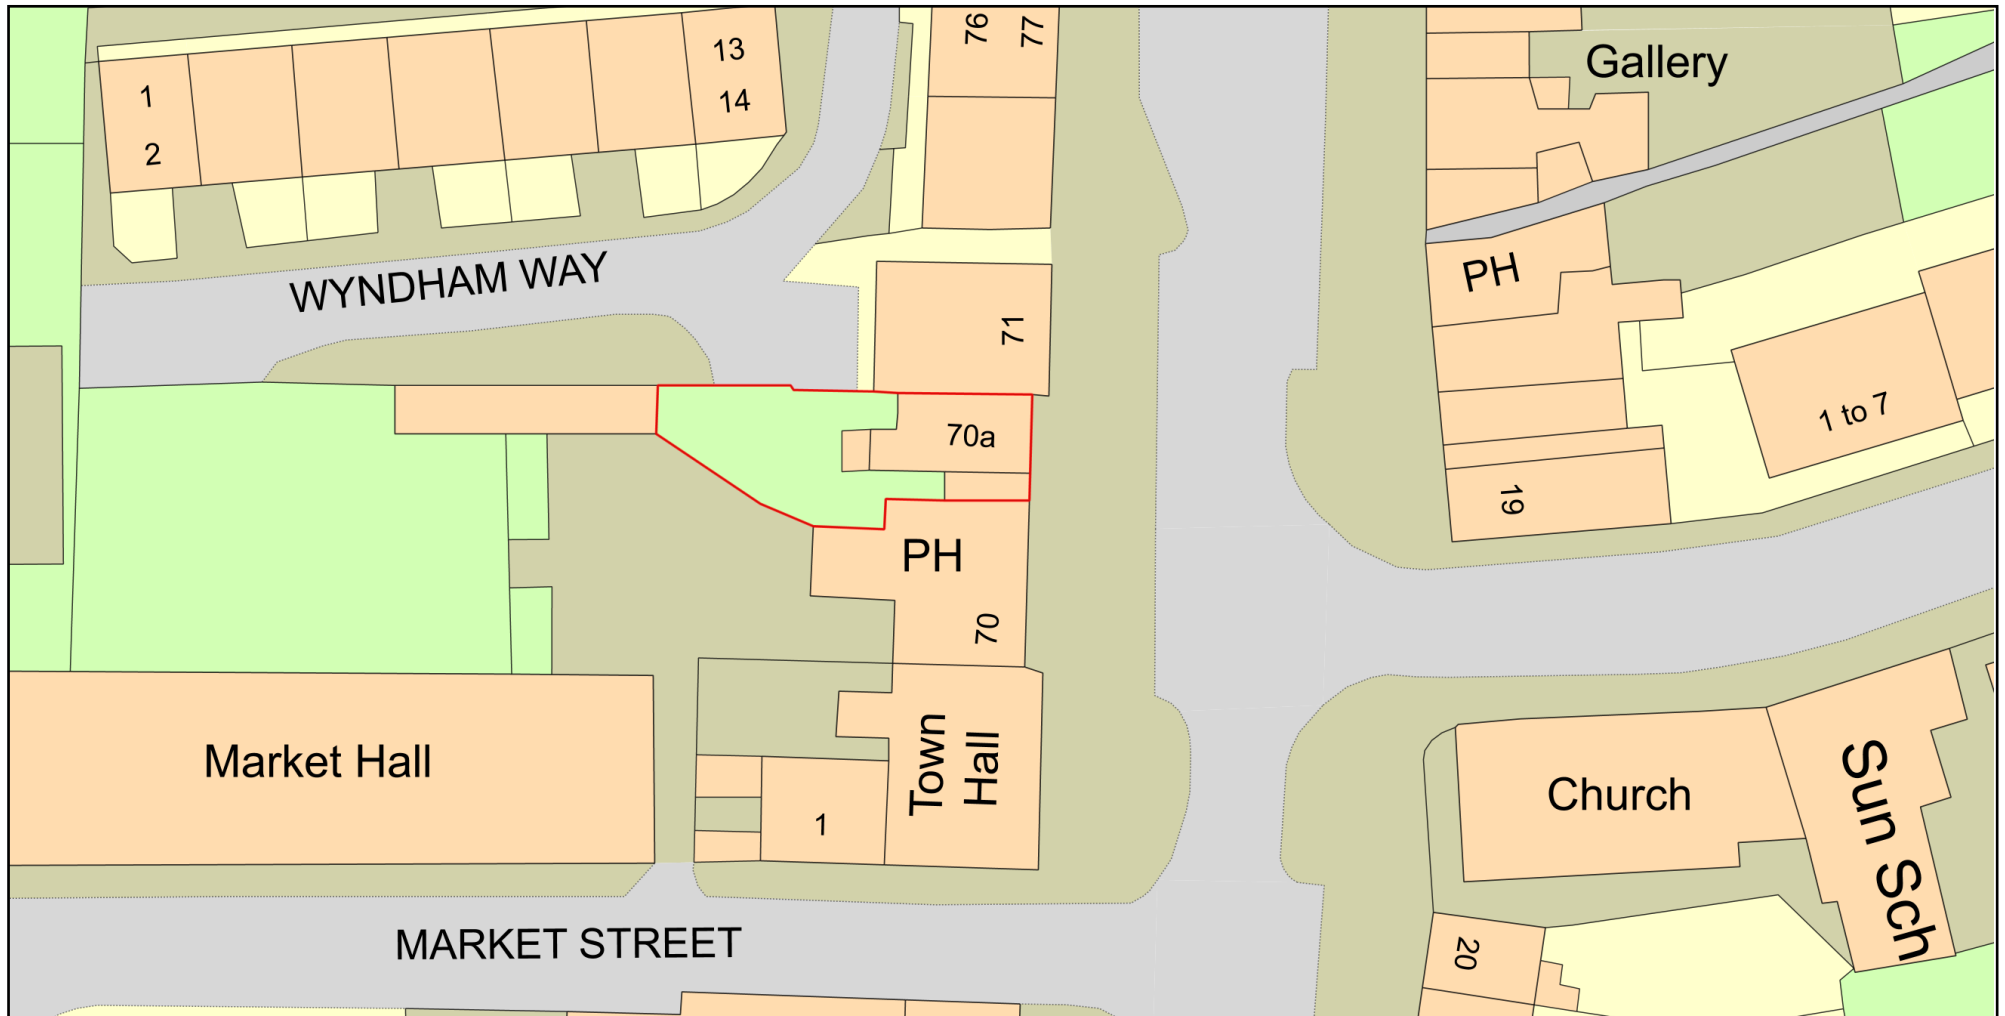 76
77
13
14
1
2
Gallery
WYNDHAM WAY
PH
71
1 to 7
70a
19
PH
70
Town
Hall
Market Hall
1
Church
Sun Sch
MARKET STREET
20